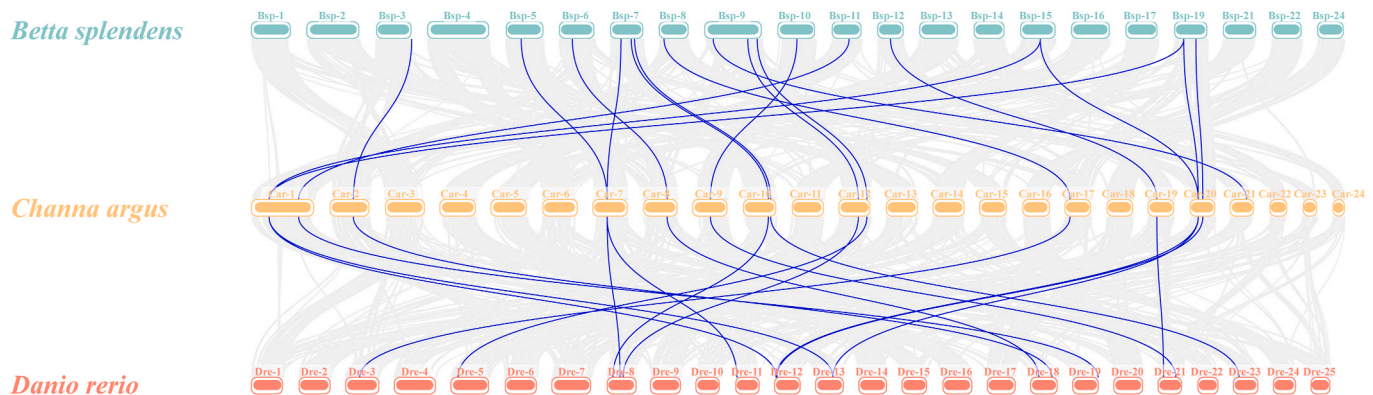 Bsp-1 Bsp-2 Bsp-3 Bsp-4 Bsp-5 Bsp-6 Bsp-7 Bsp-8 Bsp-9 Bsp-10 Bsp-11 Bsp-12 Bsp-13 Bsp-14 Bsp-15 Bsp-16 Bsp-17 Bsp-19 Bsp-21 Bsp-22 Bsp-24
Betta splendens
Car-1 Car-2 Car-3 Car-4 Car-5 Car-6 Car-7 Car-8 Car-9 Car-10 Car-11 Car-12 Car-13 Car-14 Car-15 Car-16 Car-17 Car-18 Car-19 Car-20 Car-21 Car-22 Car-23 Car-24
Channa argus
Dre-1 Dre-2 Dre-3 Dre-4 Dre-5 Dre-6 Dre-7 Dre-8 Dre-9 Dre-10 Dre-11 Dre-12 Dre-13 Dre-14 Dre-15 Dre-16 Dre-17 Dre-18 Dre-19 Dre-20 Dre-21 Dre-22 Dre-23 Dre-24 Dre-25
Danio rerio